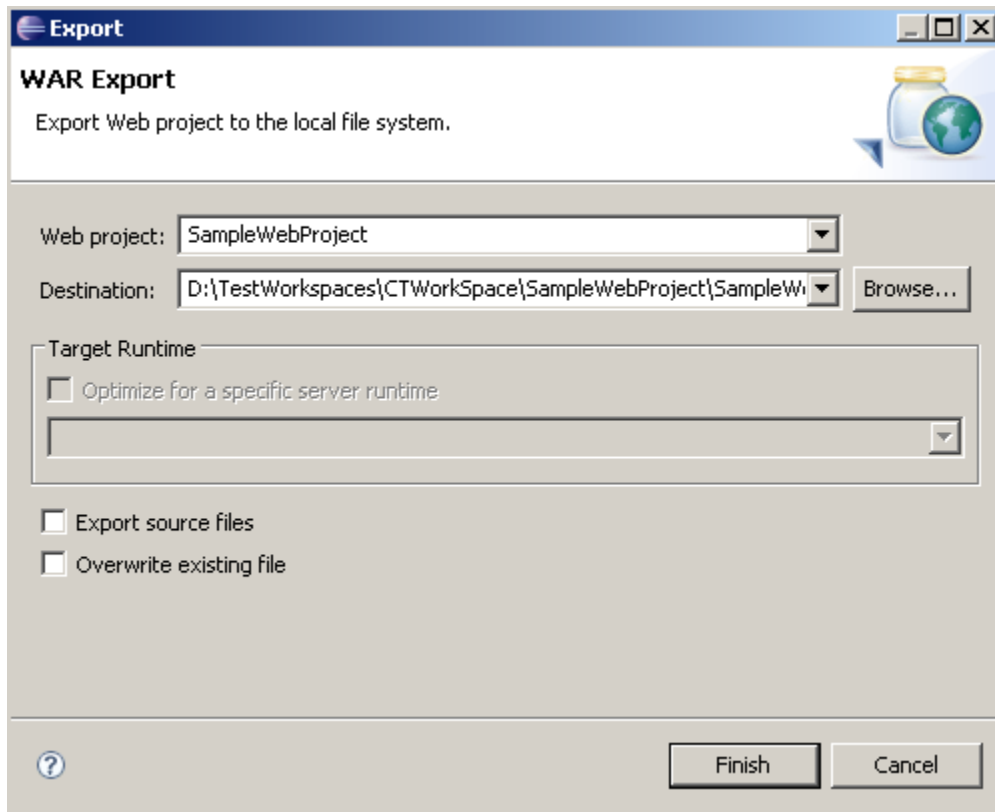 Export
WAR Export
Export Web project to the local file system.
Web project: SampleWebProject
Destination: D:\TestWorkspaces\CTWorkSpace\SampleWebProject\SampleW Browse...
Target Runtime
Optimize for a specific server runtime
Export source files
Overwrite existing file
Finish Cancel